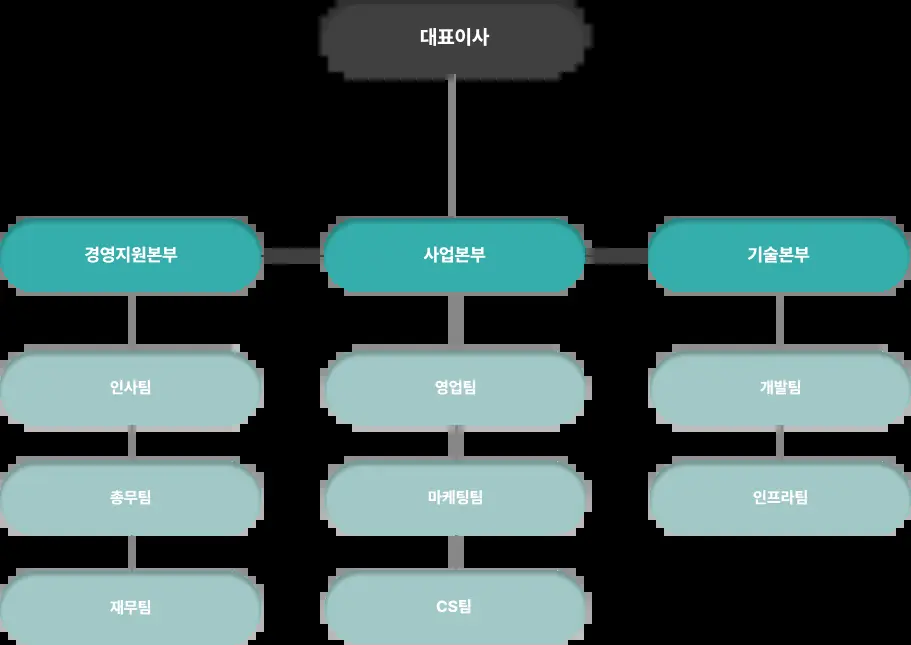 대표이사
경영지원본부
사업본부
기술본부
인사팀
영업팀
개발팀
총무팀
마케팅팀
인프라팀
재무팀
CS팀